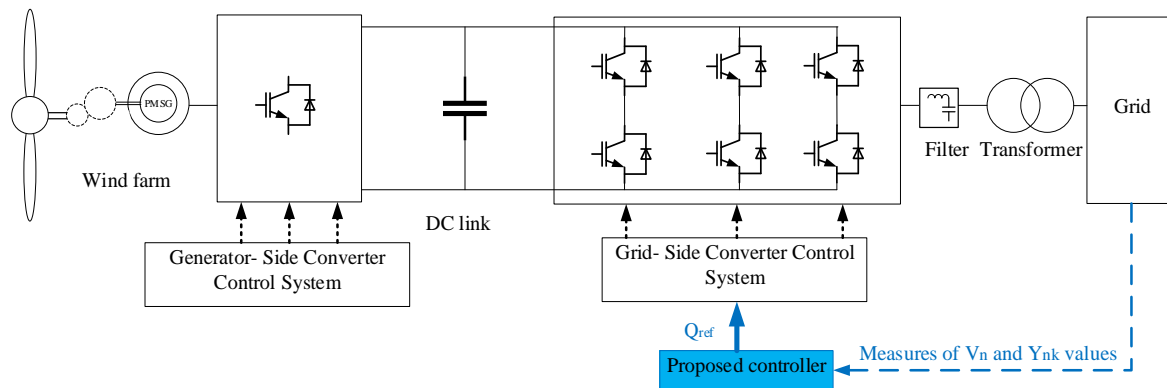 PMSG
Wind farm
DC link
Filter
Transformer
Grid
Generator- Side Converter
Control System
Grid- Side Converter Control
System
Qref
Proposed controller
Measures of Vn and Ynk values